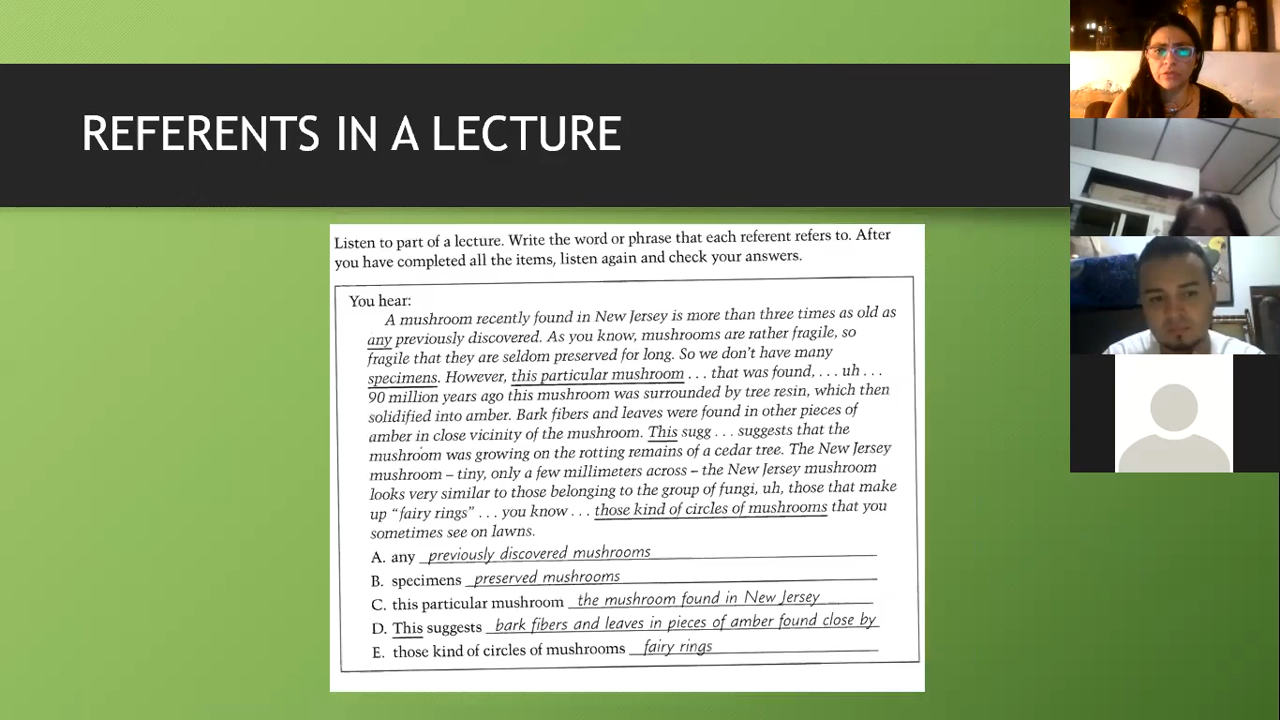 REFERENTS IN A LECTURE
Listen to part of a lecture. Write the word or phrase that each referent refers to. After
you have completed all the items, listen again and check your answers.
You hear:
A mushroom recently found in New Jersey is more than three times as old as
any previously discovered. As you know, mushrooms are rather fragile, so
fragile that they are seldom preserved for long. So we don't have many
specimens. However, this particular mushroom . . . that was found, . . . uh . . .
90 million years ago this mushroom was surrounded by tree resin, which then
solidified into amber. Bark fibers and leaves were found in other pieces of
amber in close vicinity of the mushroom. This sugg . . . suggests that the
mushroom was growing on the rotting remains of a cedar tree. The New Jersey
mushroom – tiny, only a few millimeters across – the New Jersey mushroom
looks very similar to those belonging to the group of fungi, uh, those that make
up "fairy rings" . . . you know . . . those kind of circles of mushrooms that you
sometimes see on lawns.
A. any previously discovered mushrooms
B. specimens preserved mushrooms
C. this particular mushroom the mushroom found in New Jersey
D. This suggests bark fibers and leaves in pieces of amber found close by
E. those kind of circles of mushrooms fairy rings